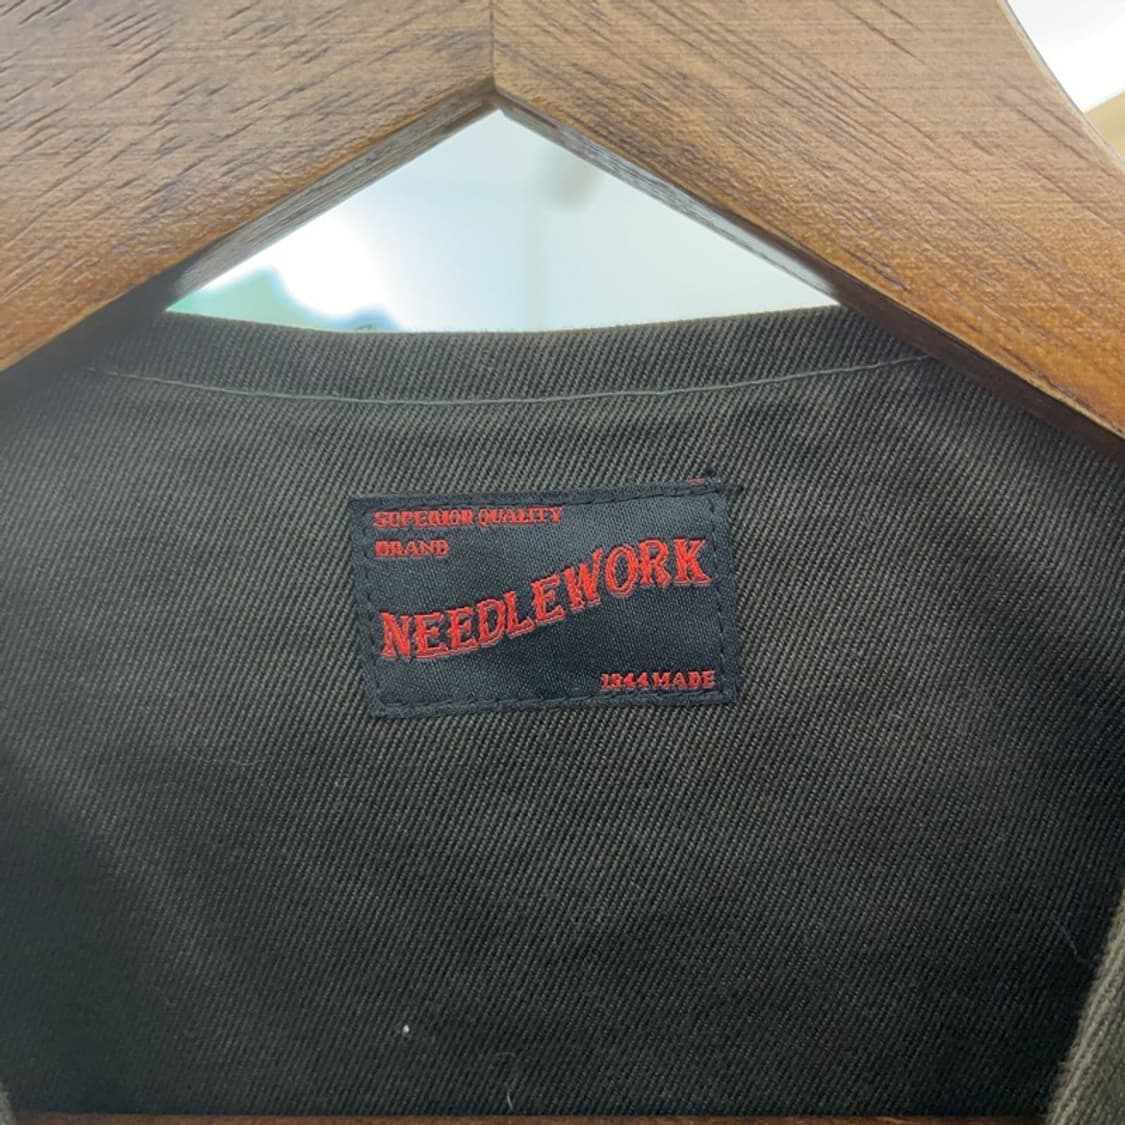 SUPERIOR QUALITY
BRAND
NEEDLEWORK
1944 MADE